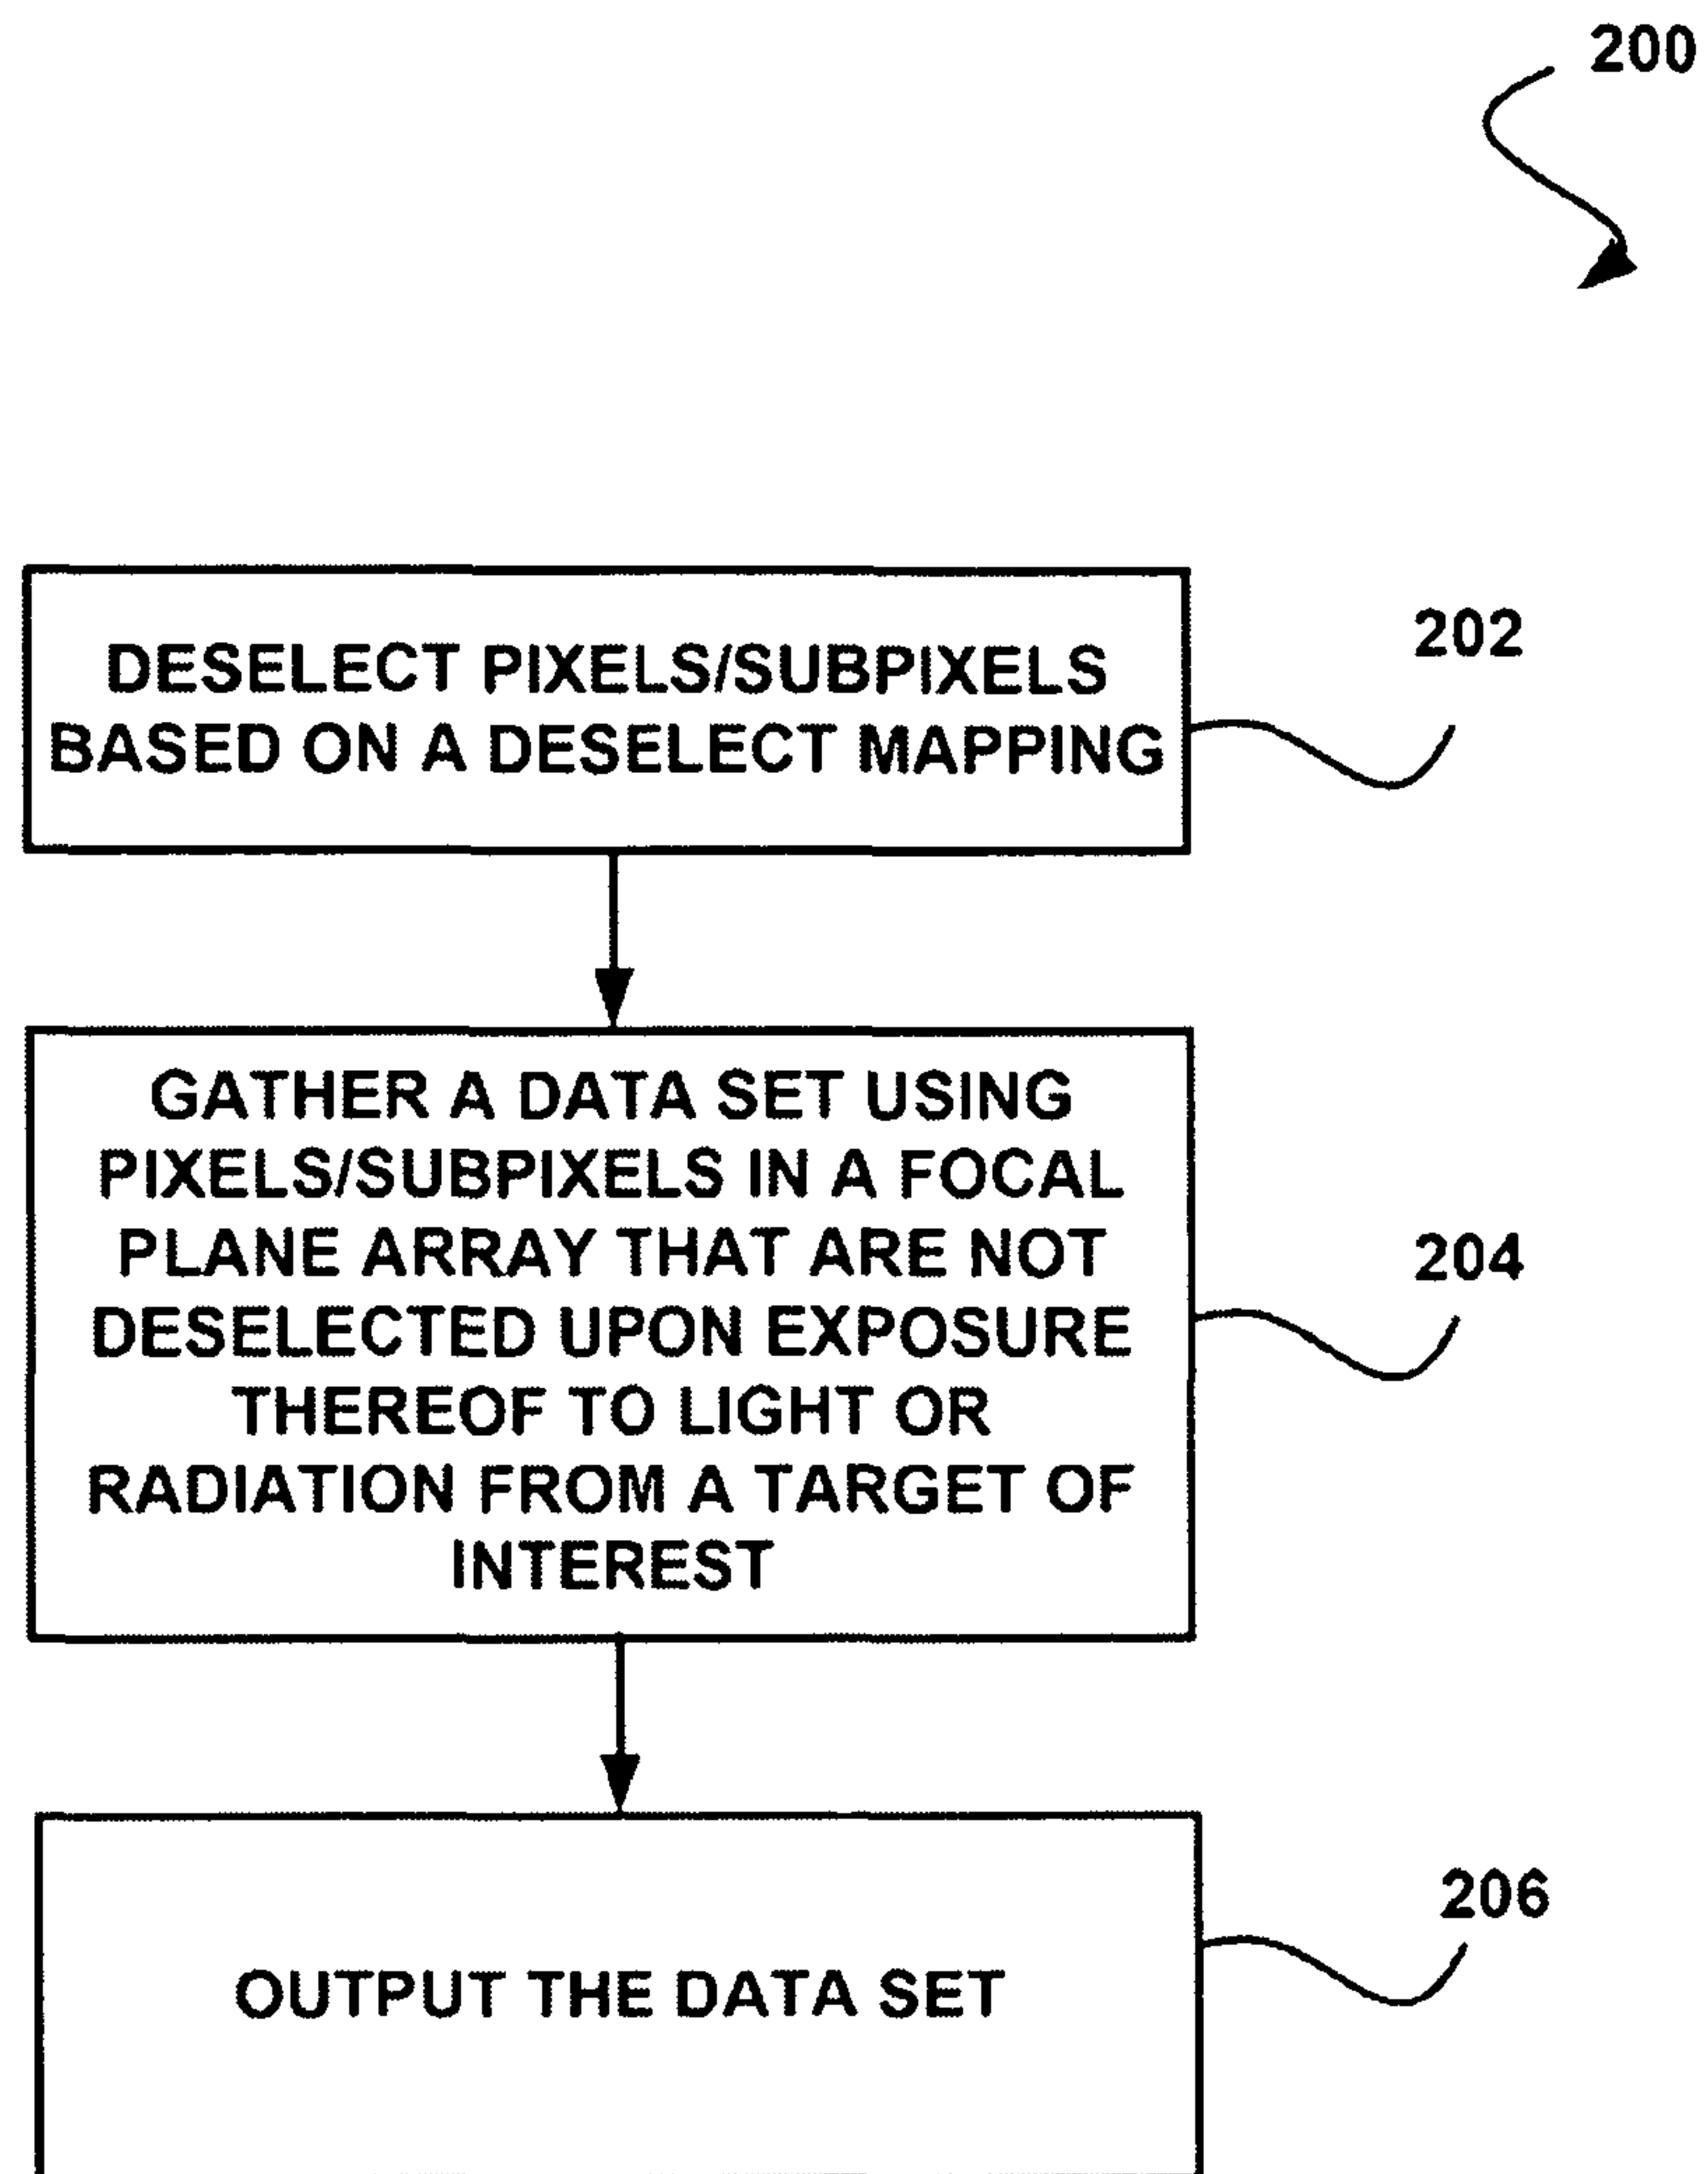 200
DESELECT PIXELS/SUBPIXELS
BASED ON A DESELECT MAPPING
202
GATHER A DATA SET USING
PIXELS/SUBPIXELS IN A FOCAL
PLANE ARRAY THAT ARE NOT
DESELECTED UPON EXPOSURE
THEREOF TO LIGHT OR
RADIATION FROM A TARGET OF
INTEREST
204
OUTPUT THE DATA SET
206